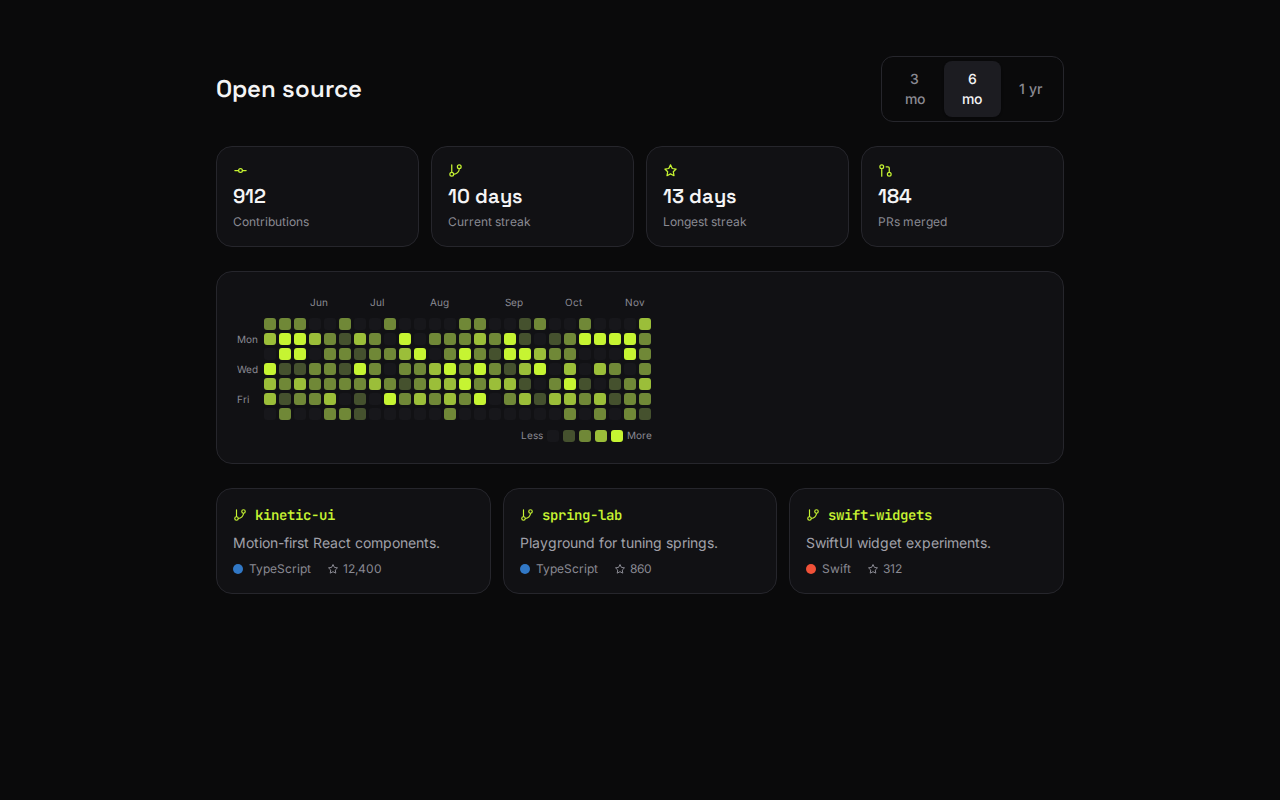 Open source
3
mo
6
mo
1 yr
912
Contributions
10 days
Current streak
13 days
Longest streak
184
PRs merged
Jun Jul Aug Sep Oct Nov
Mon
Wed
Fri
Less More
kinetic-ui
Motion-first React components.
TypeScript 12,400
spring-lab
Playground for tuning springs.
TypeScript 860
swift-widgets
SwiftUI widget experiments.
Swift 312